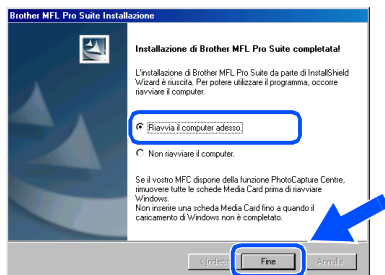 Brother MFL Pro Suite Installazione
Installazione di Brother MFL Pro Suite completata!
L'installazione di Brother MFL Pro Suite da parte di InstallShield
Wizard è riuscita. Per potere utilizzare il programma, occorre
riavviare il computer.
Riavvia il computer adesso.
Non riavviare il computer.
Se il vostro MFC dispone della funzione PhotoCapture Centre,
rimuovere tutte le schede Media Card prima di riavviare
Windows.
Non inserire una scheda Media Card fino a quando il
caricamento di Windows non è completato.
Fine
Annulla